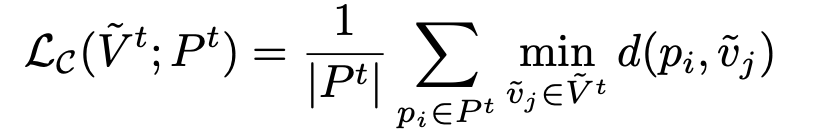 $\mathcal{L}_{\mathcal{C}}(\tilde{V}^t; P^t) = \frac{1}{|P^t|} \sum_{p_i \in P^t} \min_{\tilde{v}_j \in \tilde{V}^t} d(p_i, \tilde{v}_j)$